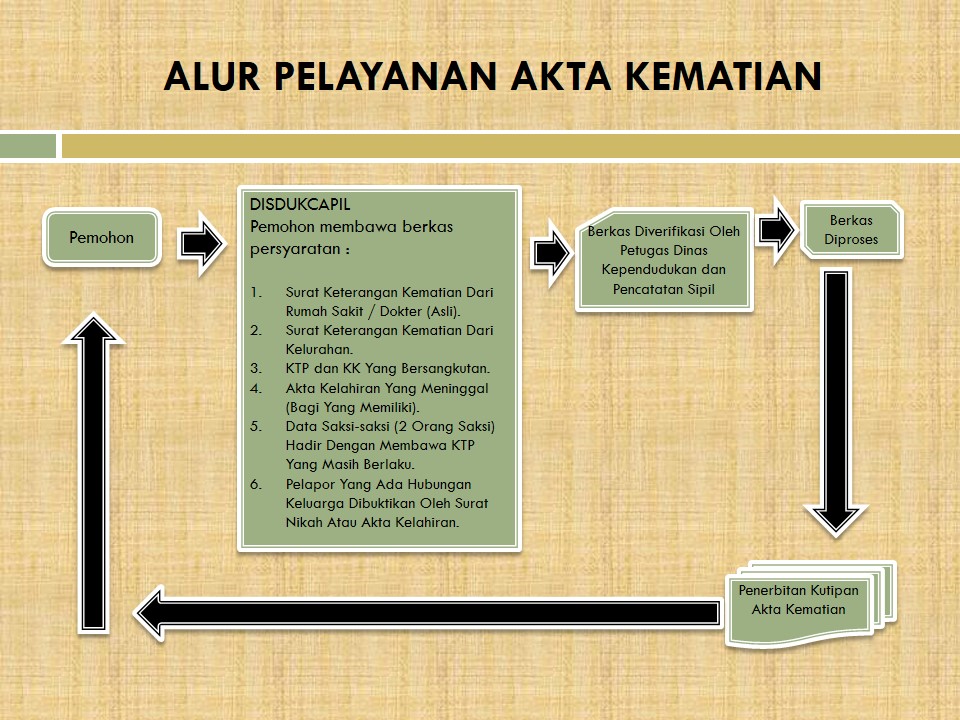 ALUR PELAYANAN AKTA KEMATIAN
Pemohon
DISDUKCAPIL
Pemohon membawa berkas
persyaratan :
1. Surat Keterangan Kematian Dari
Rumah Sakit / Dokter (Asli).
2. Surat Keterangan Kematian Dari
Kelurahan.
3. KTP dan KK Yang Bersangkutan.
4. Akta Kelahiran Yang Meninggal
(Bagi Yang Memiliki).
5. Data Saksi-saksi (2 Orang Saksi)
Hadir Dengan Membawa KTP
Yang Masih Berlaku.
6. Pelapor Yang Ada Hubungan
Keluarga Dibuktikan Oleh Surat
Nikah Atau Akta Kelahiran.
Berkas Diverifikasi Oleh
Petugas Dinas
Kependudukan dan
Pencatatan Sipil
Berkas
Diproses
Penerbitan Kutipan
Akta Kematian